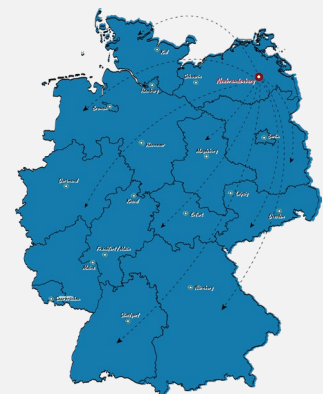 Kiel
Schwerin
Neubrandenburg
Hamburg
Bremen
Hannover
Berlin
Magdeburg
Dortmund
Kassel
Leipzig
Erfurt
Dresden
Frankfurt/Main
Mainz
Saarbrücken
Nürnberg
Stuttgart